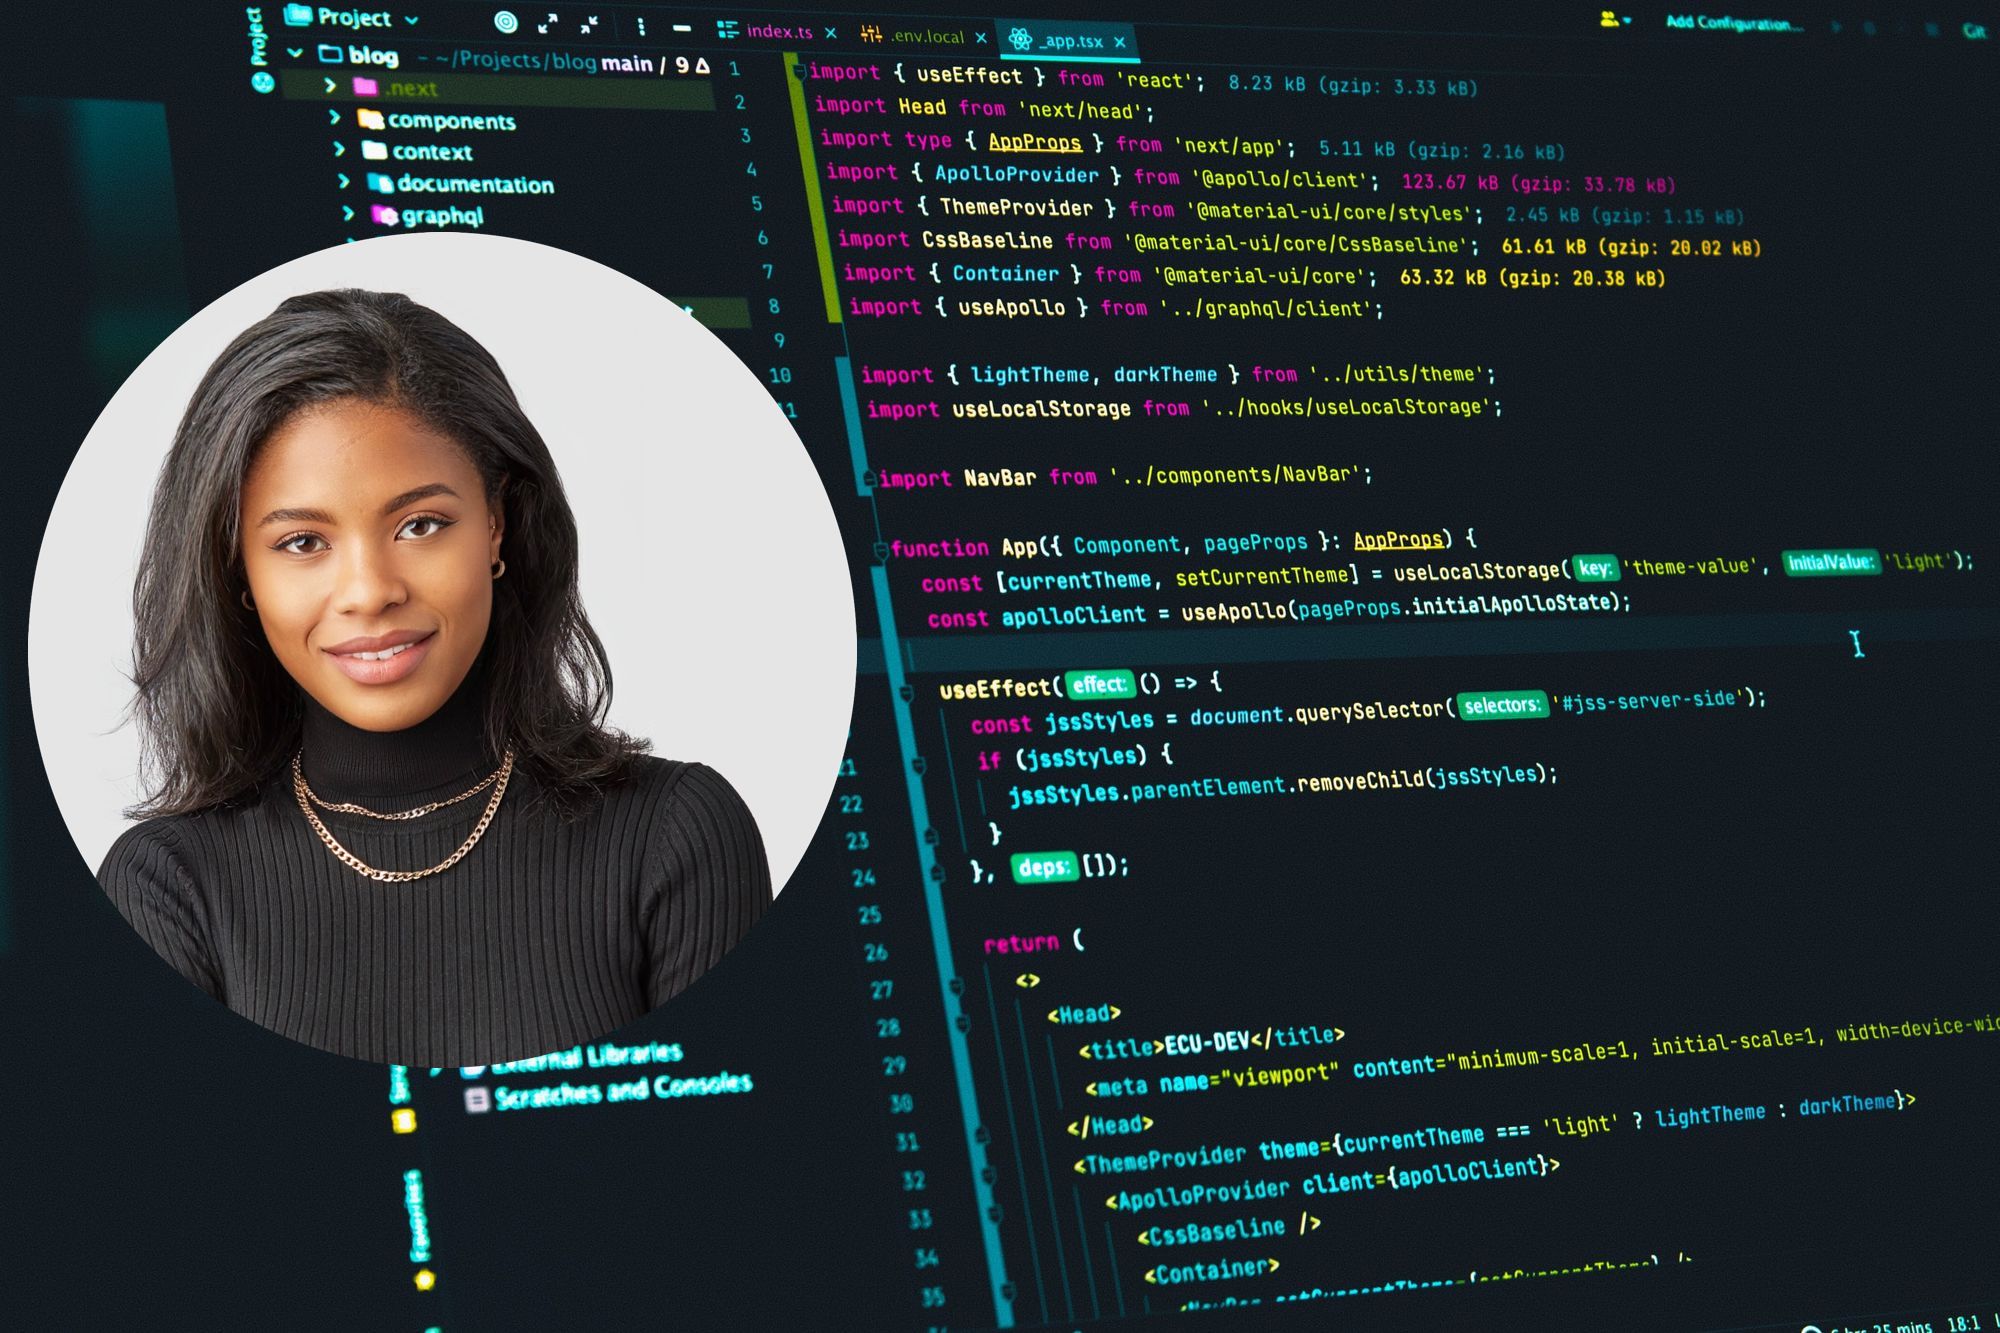 Project
Project
index.ts
.env.local
_app.tsx
Add Configuration...
Git
blog ~/Projects/blog main / 9 Δ
.next
components
context
documentation
graphql
External Libraries
Scratches and Consoles
Favorites
1 import { useEffect } from 'react'; 8.23 kB (gzip: 3.33 kB)
2 import Head from 'next/head';
3 import type { AppProps } from 'next/app'; 5.11 kB (gzip: 2.16 kB)
4 import { ApolloProvider } from '@apollo/client'; 123.67 kB (gzip: 33.78 kB)
5 import { ThemeProvider } from '@material-ui/core/styles'; 2.45 kB (gzip: 1.15 kB)
6 import CssBaseline from '@material-ui/core/CssBaseline'; 61.61 kB (gzip: 20.02 kB)
7 import { Container } from '@material-ui/core'; 63.32 kB (gzip: 20.38 kB)
8 import { useApollo } from '../graphql/client';
9
10 import { lightTheme, darkTheme } from '../utils/theme';
import useLocalStorage from '../hooks/useLocalStorage';
import NavBar from '../components/NavBar';
function App({ Component, pageProps }: AppProps) {
const [currentTheme, setCurrentTheme] = useLocalStorage( key: 'theme-value', initialValue: 'light');
const apolloClient = useApollo(pageProps.initialApolloState);
useEffect( effect: () => {
const jssStyles = document.querySelector( selectors: '#jss-server-side');
if (jssStyles) {
22 jssStyles.parentElement.removeChild(jssStyles);
23 }
24 }, deps: []);
25
26 return (
27 <>
28 <Head>
29 <title>ECU-DEV</title>
30 <meta name="viewport" content="minimum-scale=1, initial-scale=1, width=device-wid
31 </Head>
32 <ThemeProvider theme={currentTheme === 'light' ? lightTheme : darkTheme}>
33 <ApolloProvider client={apolloClient}>
34 <CssBaseline />
35 <Container>
25 mins 18:1